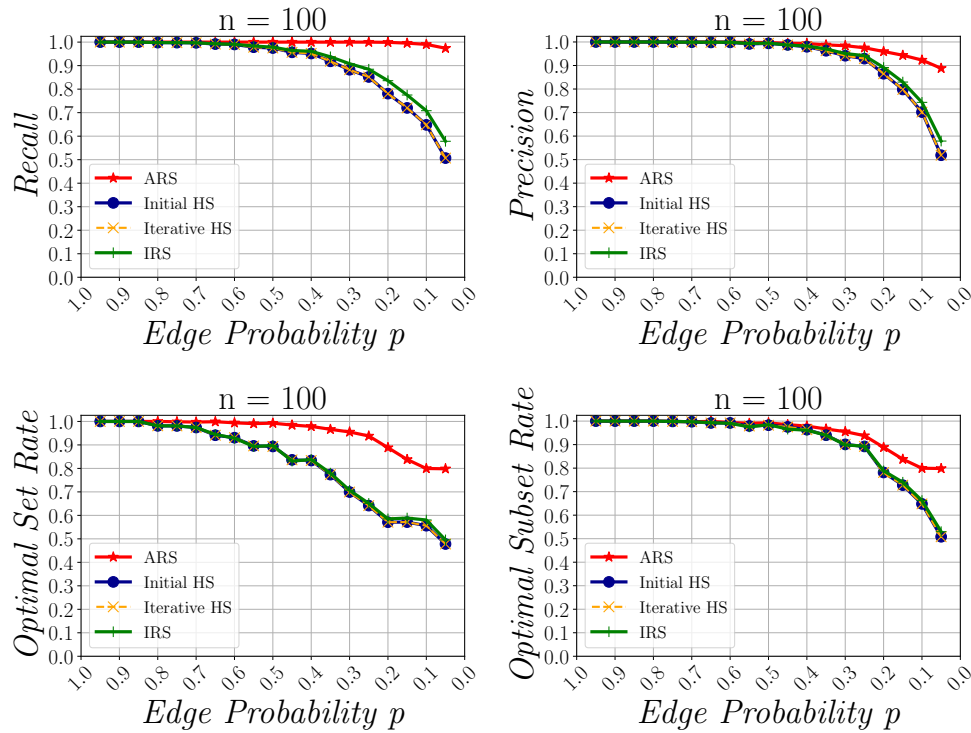 n = 100
Recall
1.0
0.9
0.8
0.7
0.6
0.5
0.4
0.3
0.2
0.1
0.0
ARS
Initial HS
Iterative HS
IRS
1.0 0.9 0.8 0.7 0.6 0.5 0.4 0.3 0.2 0.1 0.0
Edge Probability p
n = 100
Precision
1.0
0.9
0.8
0.7
0.6
0.5
0.4
0.3
0.2
0.1
0.0
ARS
Initial HS
Iterative HS
IRS
1.0 0.9 0.8 0.7 0.6 0.5 0.4 0.3 0.2 0.1 0.0
Edge Probability p
n = 100
Optimal Set Rate
1.0
0.9
0.8
0.7
0.6
0.5
0.4
0.3
0.2
0.1
0.0
ARS
Initial HS
Iterative HS
IRS
1.0 0.9 0.8 0.7 0.6 0.5 0.4 0.3 0.2 0.1 0.0
Edge Probability p
n = 100
Optimal Subset Rate
1.0
0.9
0.8
0.7
0.6
0.5
0.4
0.3
0.2
0.1
0.0
ARS
Initial HS
Iterative HS
IRS
1.0 0.9 0.8 0.7 0.6 0.5 0.4 0.3 0.2 0.1 0.0
Edge Probability p